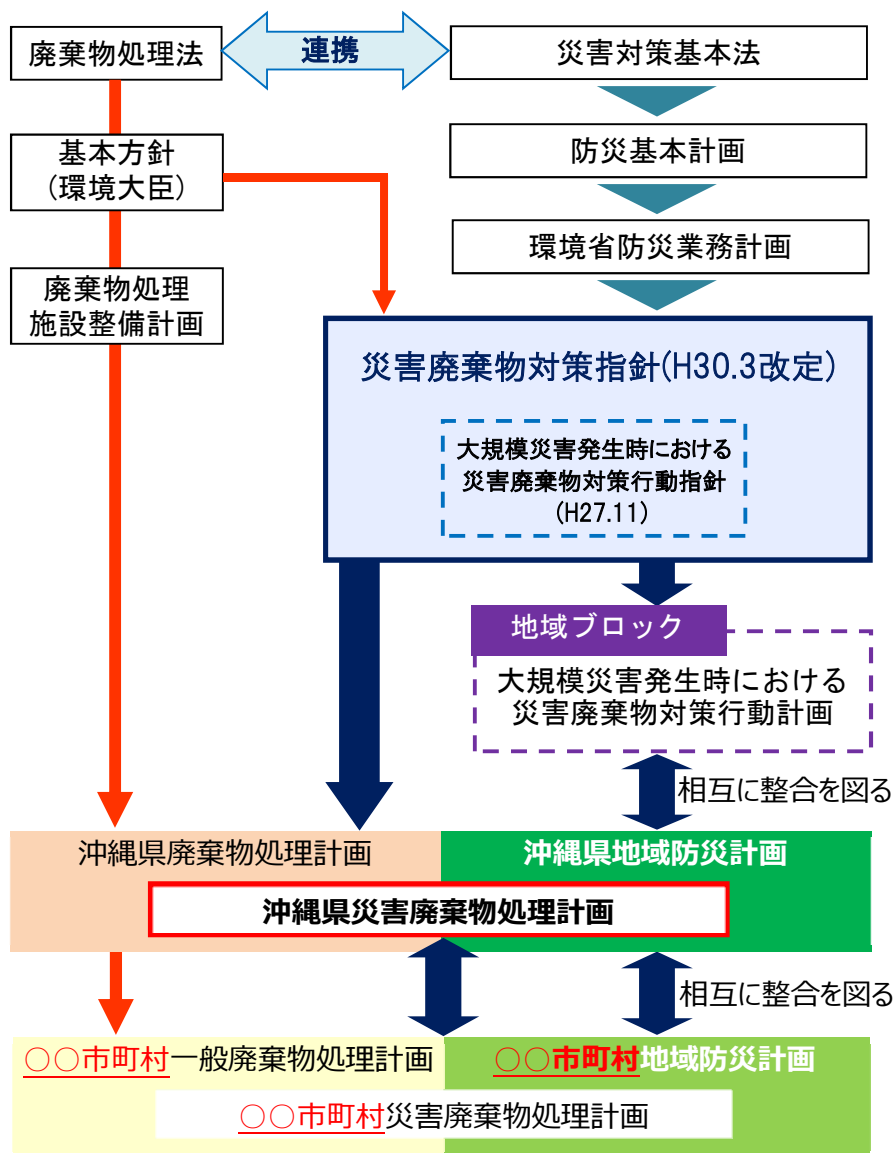 廃棄物処理法
連携
災害対策基本法
基本方針
(環境大臣)
防災基本計画
環境省防災業務計画
廃棄物処理
施設整備計画
災害廃棄物対策指針(H30.3改定)
大規模災害発生時における
災害廃棄物対策行動指針
(H27.11)
地域ブロック
大規模災害発生時における
災害廃棄物対策行動計画
相互に整合を図る
沖縄県廃棄物処理計画
沖縄県地域防災計画
沖縄県災害廃棄物処理計画
相互に整合を図る
○○市町村一般廃棄物処理計画
○○市町村地域防災計画
○○市町村災害廃棄物処理計画